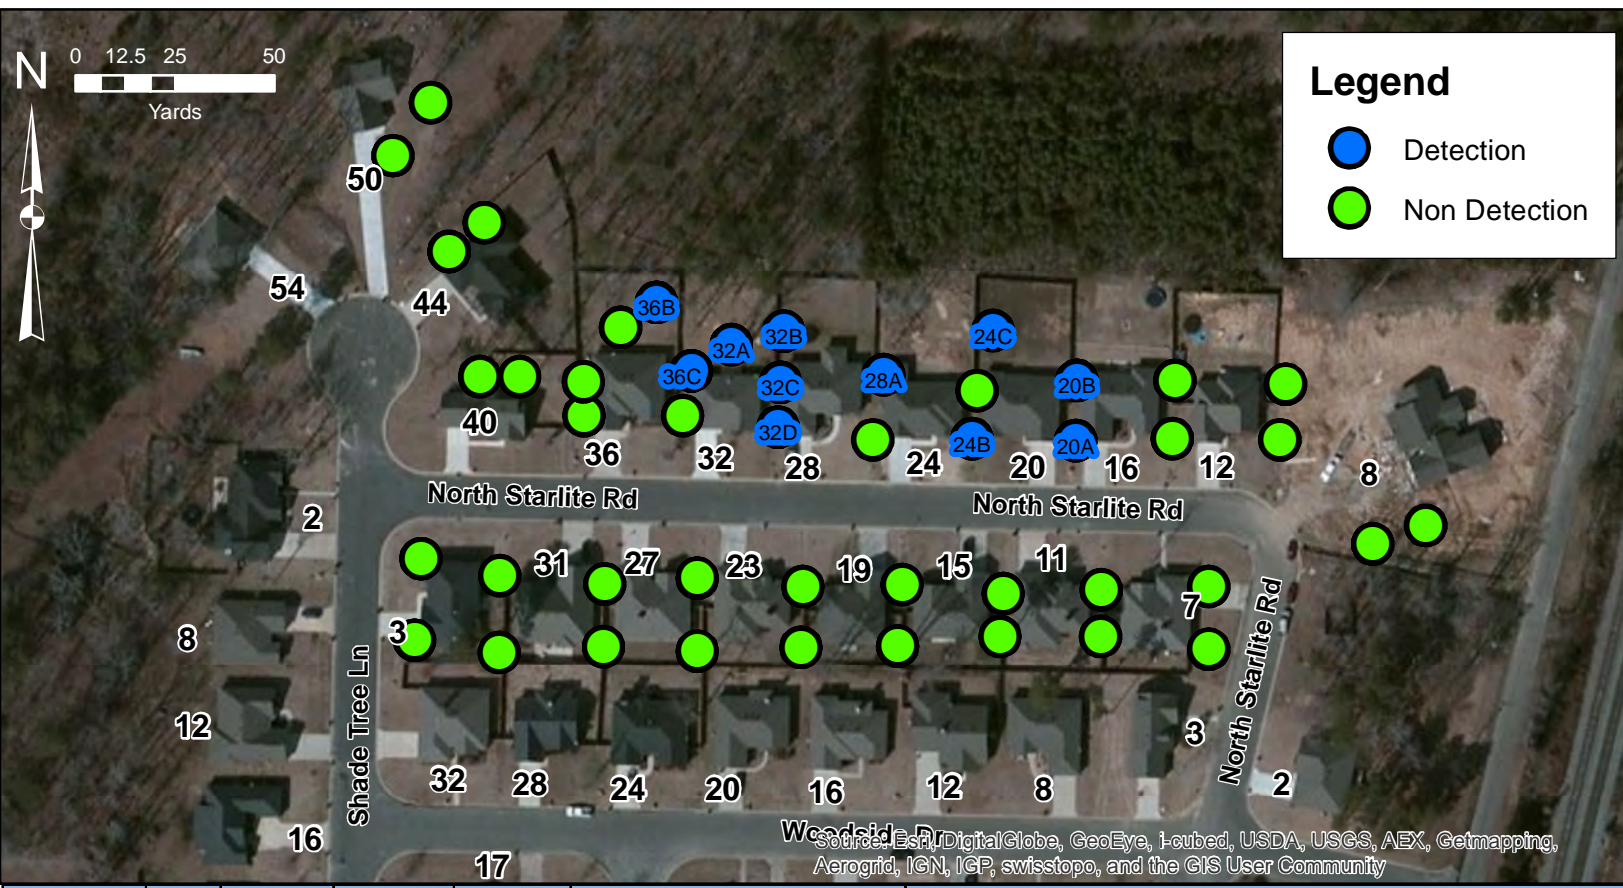 N
0 12.5 25 50
Yards
Legend
Detection
Non Detection
50
54
44
36B
32A
32B
24C
36C
32C
28A
20B
40
32D
24B
20A
36
32
28
24
20
16
12
8
North Starlite Rd
North Starlite Rd
2
31
27
23
19
15
11
7
3
8
12
16
Shade Tree Ln
North Starlite Rd
32
28
24
20
16
12
8
3
2
17
Woodside Dr
Source: Esri, DigitalGlobe, GeoEye, i-cubed, USDA, USGS, AEX, Getmapping,
Aerogrid, IGN, IGP, swisstopo, and the GIS User Community